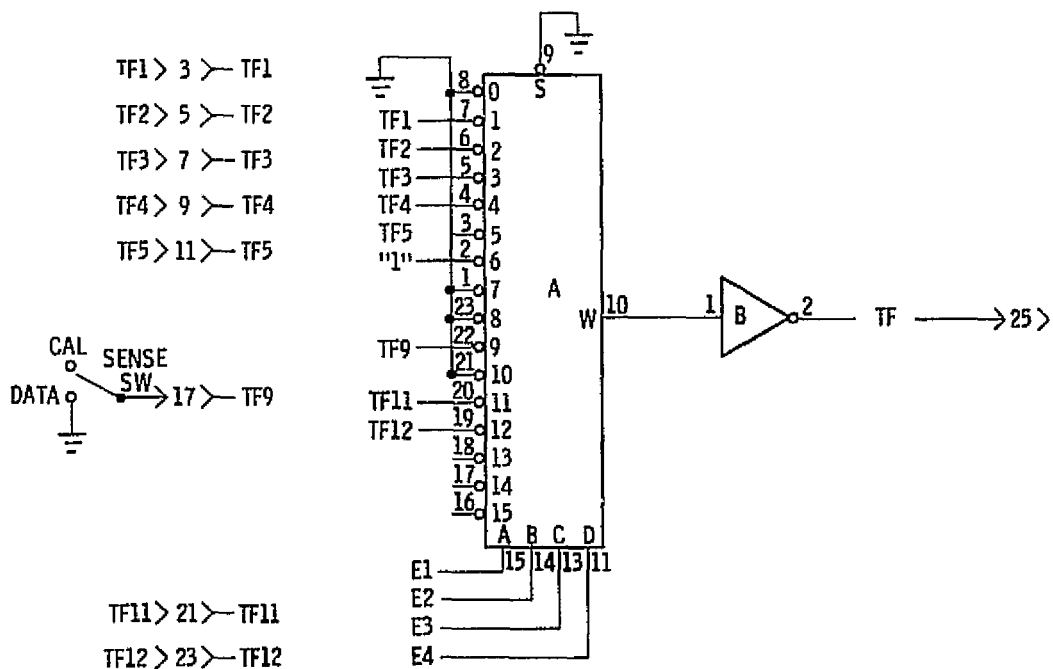 TF1 > 3 >— TF1
TF2 > 5 >— TF2
TF3 > 7 >— TF3
TF4 > 9 >— TF4
TF5 > 11 >— TF5
CAL
SENSE
SW
DATA
17 >— TF9
TF11 > 21 >— TF11
TF12 > 23 >— TF12
9
S
8 0
TF1 7 1
TF2 6 2
TF3 5 3
TF4 4 4
TF5 3 5
"1" 2 6
1 7
23 8
TF9 22 9
21 10
TF11 20 11
TF12 19 12
18 13
17 14
16 15
A
W 10
A B C D
15 14 13 11
E1
E2
E3
E4
1 B 2
TF
25 >